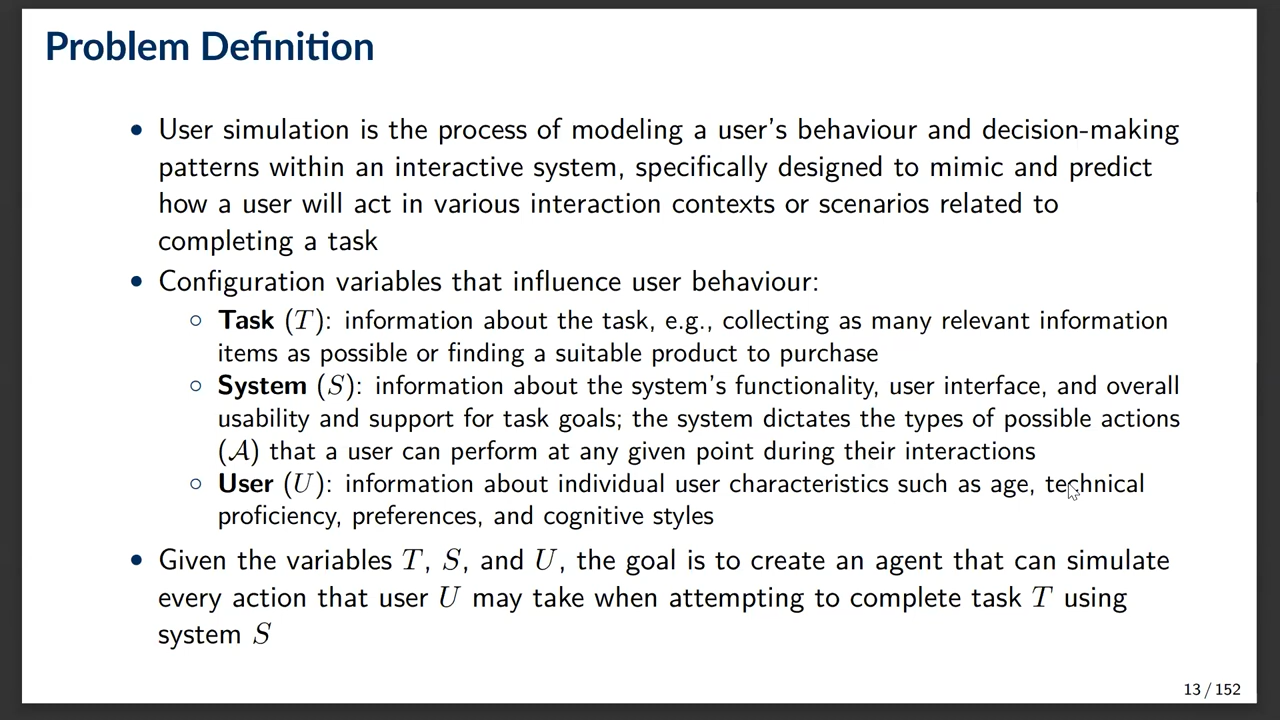 Problem Definition
• User simulation is the process of modeling a user's behaviour and decision-making
patterns within an interactive system, specifically designed to mimic and predict
how a user will act in various interaction contexts or scenarios related to
completing a task
• Configuration variables that influence user behaviour:
◦ Task (T): information about the task, e.g., collecting as many relevant information
items as possible or finding a suitable product to purchase
◦ System (S): information about the system's functionality, user interface, and overall
usability and support for task goals; the system dictates the types of possible actions
(𝒜) that a user can perform at any given point during their interactions
◦ User (U): information about individual user characteristics such as age, technical
proficiency, preferences, and cognitive styles
• Given the variables T, S, and U, the goal is to create an agent that can simulate
every action that user U may take when attempting to complete task T using
system S
13 / 152